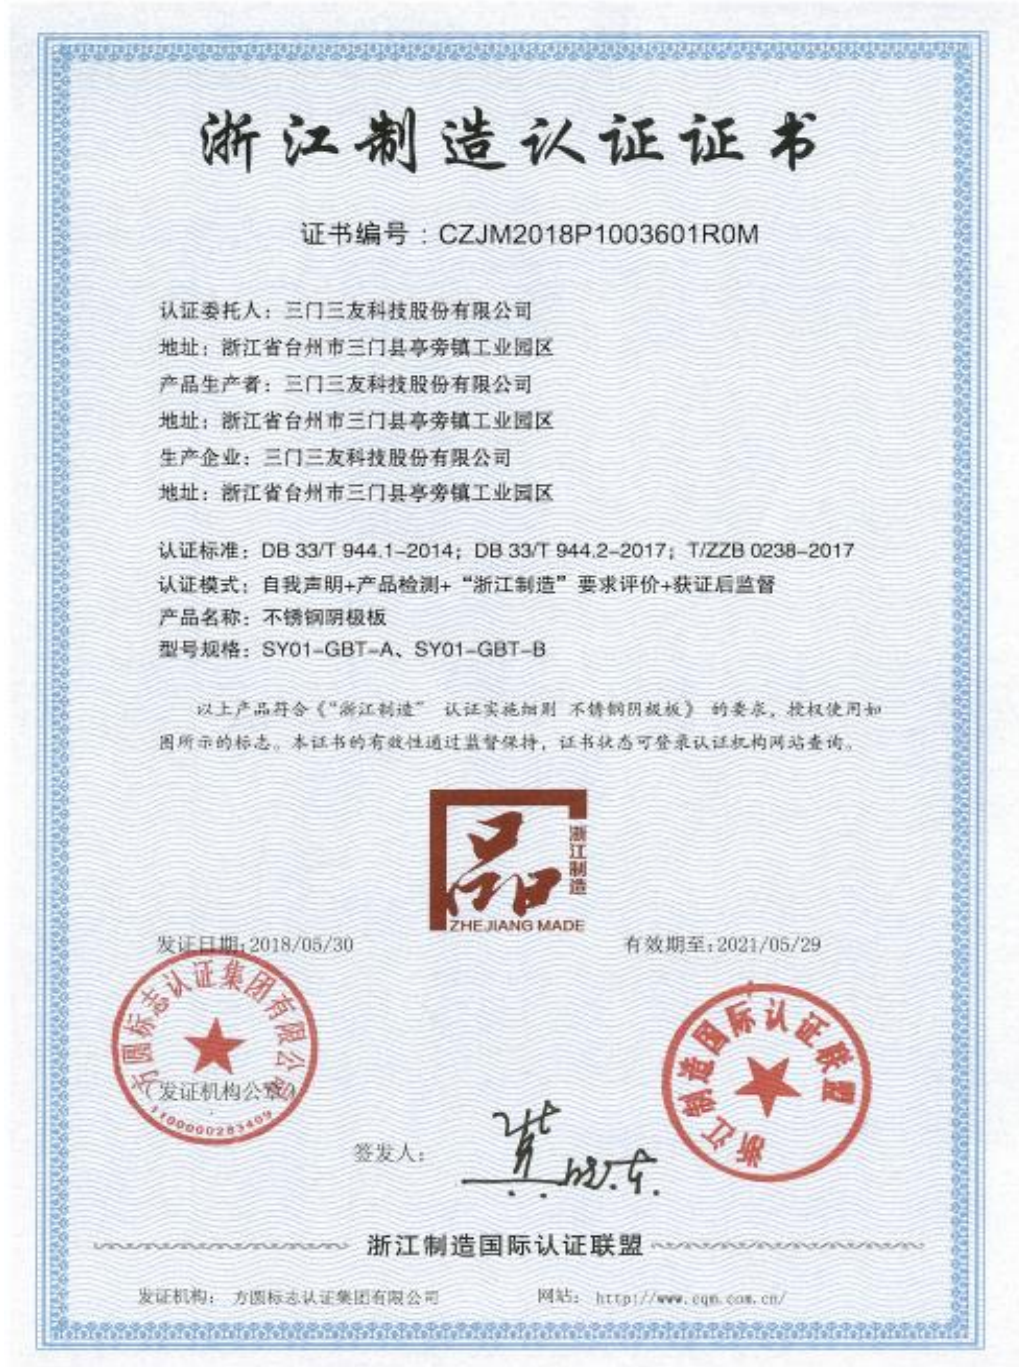 浙江制造认证证书
证书编号：CZJM2018P1003601R0M
认证委托人：三门三友科技股份有限公司
地址：浙江省台州市三门县亭旁镇工业园区
产品生产者：三门三友科技股份有限公司
地址：浙江省台州市三门县亭旁镇工业园区
生产企业：三门三友科技股份有限公司
地址：浙江省台州市三门县亭旁镇工业园区
认证标准：DB 33/T 944.1-2014；DB 33/T 944.2-2017；T/ZZB 0238-2017
认证模式：自我声明+产品检测+“浙江制造”要求评价+获证后监督
产品名称：不锈钢阴极板
型号规格：SY01-GBT-A、SY01-GBT-B
以上产品符合《“浙江制造” 认证实施细则 不锈钢阴极板》 的要求，授权使用如
图所示的标志。本证书的有效性通过监督保持，证书状态可登录认证机构网站查询。
品
浙江制造
ZHEJIANG MADE
发证日期:2018/05/30
有效期至:2021/05/29
方圆标志认证集团有限公司
（发证机构公章）
1100000283409
浙江制造国际认证联盟
签发人：
浙江制造国际认证联盟
发证机构： 方圆标志认证集团有限公司
网站： http://www.cqm.com.cn/